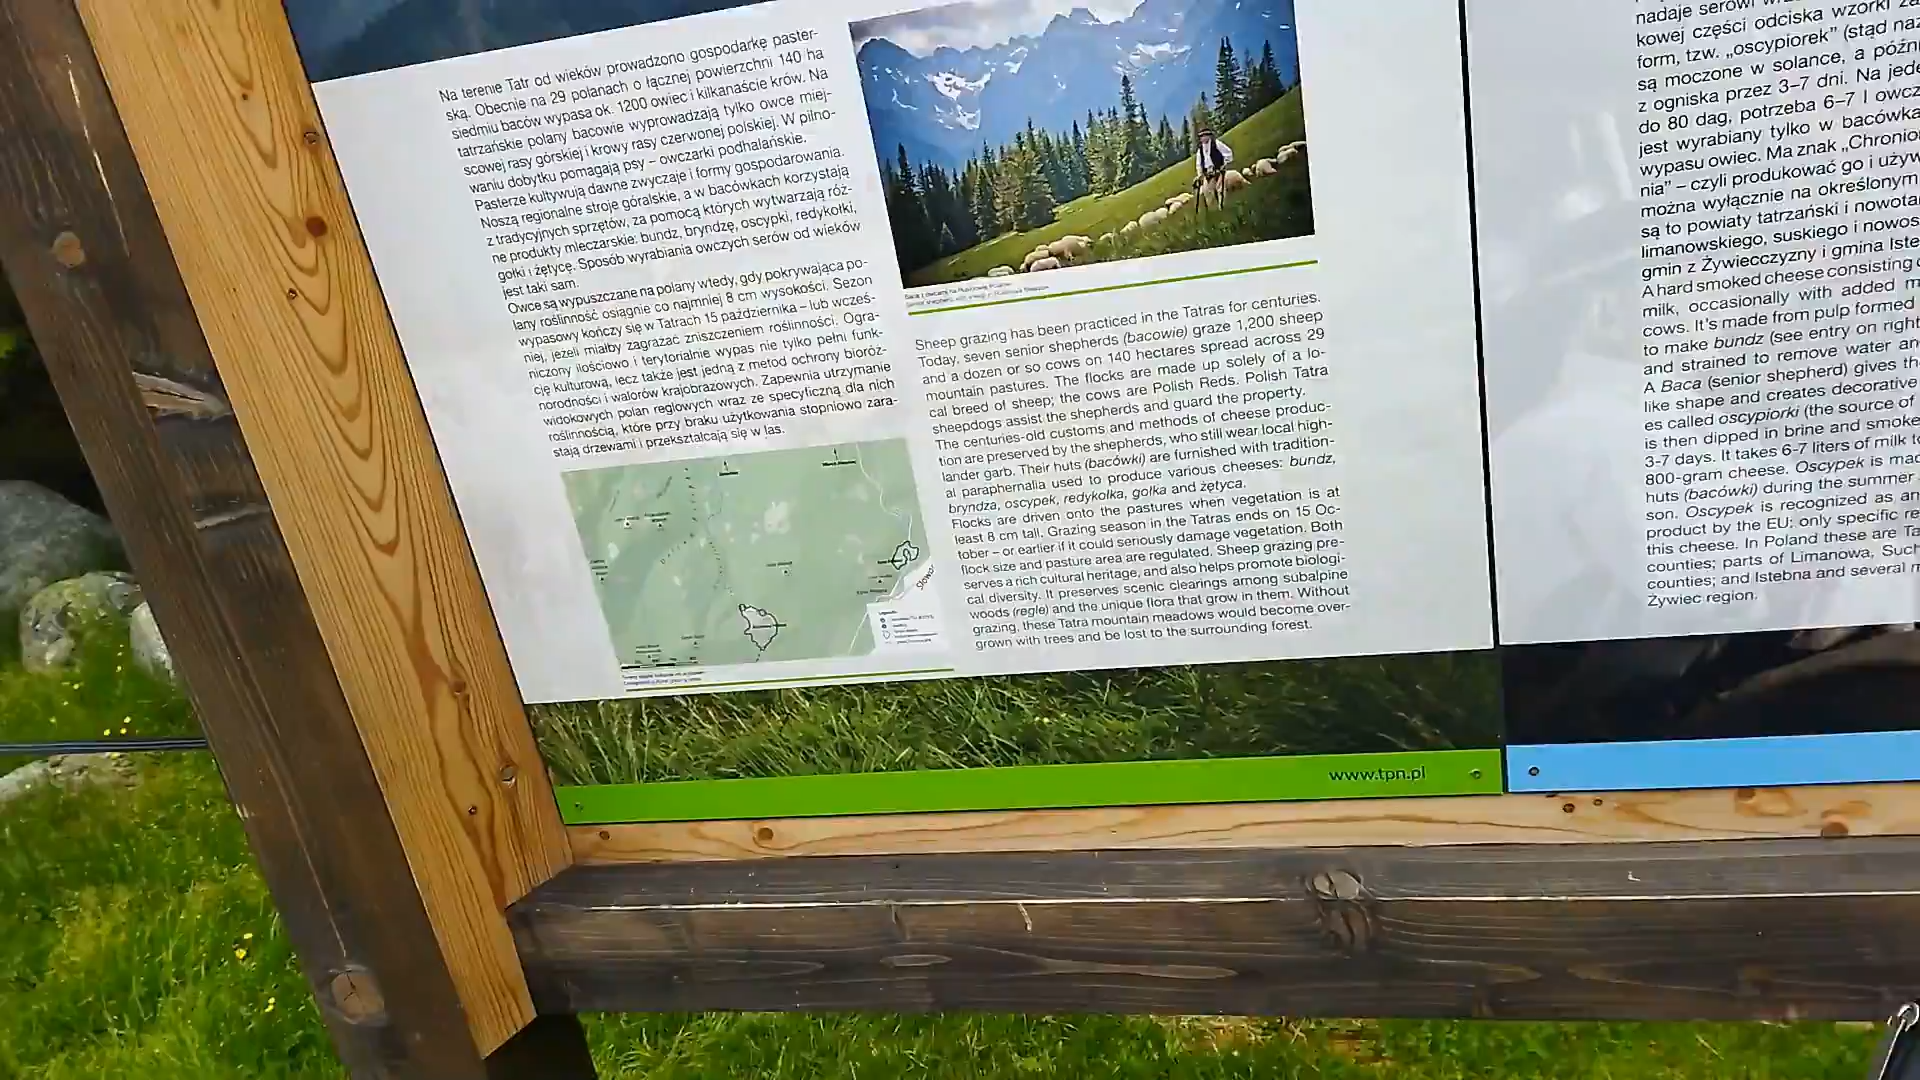 Na terenie Tatr od wieków prowadzono gospodarkę paster-
ską. Obecnie na 29 polanach o łącznej powierzchni 140 ha
siedmiu baców wypasa ok. 1200 owiec i kilkanaście krów. Na
tatrzańskie polany bacowie wyprowadzają tylko owce miej-
scowej rasy górskiej i krowy rasy czerwonej polskiej. W pilno-
waniu dobytku pomagają psy – owczarki podhalańskie.
Pasterze kultywują dawne zwyczaje i formy gospodarowania.
Noszą regionalne stroje góralskie, a w bacówkach korzystają
z tradycyjnych sprzętów, za pomocą których wytwarzają róż-
ne produkty mleczarskie: bundz, bryndzę, oscypki, redykołki,
gołki i żętycę. Sposób wyrabiania owczych serów od wieków
jest taki sam.
Owce są wypuszczane na polany wtedy, gdy pokrywająca po-
lany roślinność osiągnie co najmniej 8 cm wysokości. Sezon
wypasowy kończy się w Tatrach 15 października – lub wcześ-
niej, jeżeli miałby zagrażać zniszczeniem roślinności. Ogra-
niczony ilościowo i terytorialnie wypas nie tylko pełni funk-
cję kulturową, lecz także jest jedną z metod ochrony bioróż-
norodności i walorów krajobrazowych. Zapewnia utrzymanie
widokowych polan reglowych wraz ze specyficzną dla nich
roślinnością, które przy braku użytkowania stopniowo zara-
stają drzewami i przekształcają się w las.
Sheep grazing has been practiced in the Tatras for centuries.
Today, seven senior shepherds (bacowie) graze 1,200 sheep
and a dozen or so cows on 140 hectares spread across 29
mountain pastures. The flocks are made up solely of a lo-
cal breed of sheep; the cows are Polish Reds. Polish Tatra
sheepdogs assist the shepherds and guard the property.
The centuries-old customs and methods of cheese produc-
tion are preserved by the shepherds, who still wear local high-
lander garb. Their huts (bacówki) are furnished with tradition-
al paraphernalia used to produce various cheeses: bundz,
bryndza, oscypek, redykołka, gołka and żętyca.
Flocks are driven onto the pastures when vegetation is at
least 8 cm tall. Grazing season in the Tatras ends on 15 Oc-
tober – or earlier if it could seriously damage vegetation. Both
flock size and pasture area are regulated. Sheep grazing pre-
serves a rich cultural heritage, and also helps promote biologi-
cal diversity. It preserves scenic clearings among subalpine
woods (regle) and the unique flora that grow in them. Without
grazing, these Tatra mountain meadows would become over-
grown with trees and be lost to the surrounding forest.
www.tpn.pl
nadaje serowi
kowej części odciska wzorki
form, tzw. „oscypiorek” (stąd
są moczone w solance, a
z ogniska przez 3–7 dni. Na
do 80 dag, potrzeba 6–7 l
jest wyrabiany tylko w
wypasu owiec. Ma znak
nia” – czyli produkować go i
można wyłącznie na określonym
są to powiaty tatrzański i
limanowskiego, suskiego i
gmin z Żywiecczyzny i gmina
A hard smoked cheese consisting
milk, occasionally with added
cows. It's made from pulp formed
to make bundz (see entry on right
and strained to remove water
A Baca (senior shepherd) gives
like shape and creates decorative
es called oscypiorki (the source of
is then dipped in brine and
3-7 days. It takes 6-7 liters of milk
800-gram cheese. Oscypek is
huts (bacówki) during the summer
son. Oscypek is recognized as
product by the EU; only specific
this cheese. In Poland these are
counties; parts of Limanowa,
counties; and Istebna and several
Żywiec region.